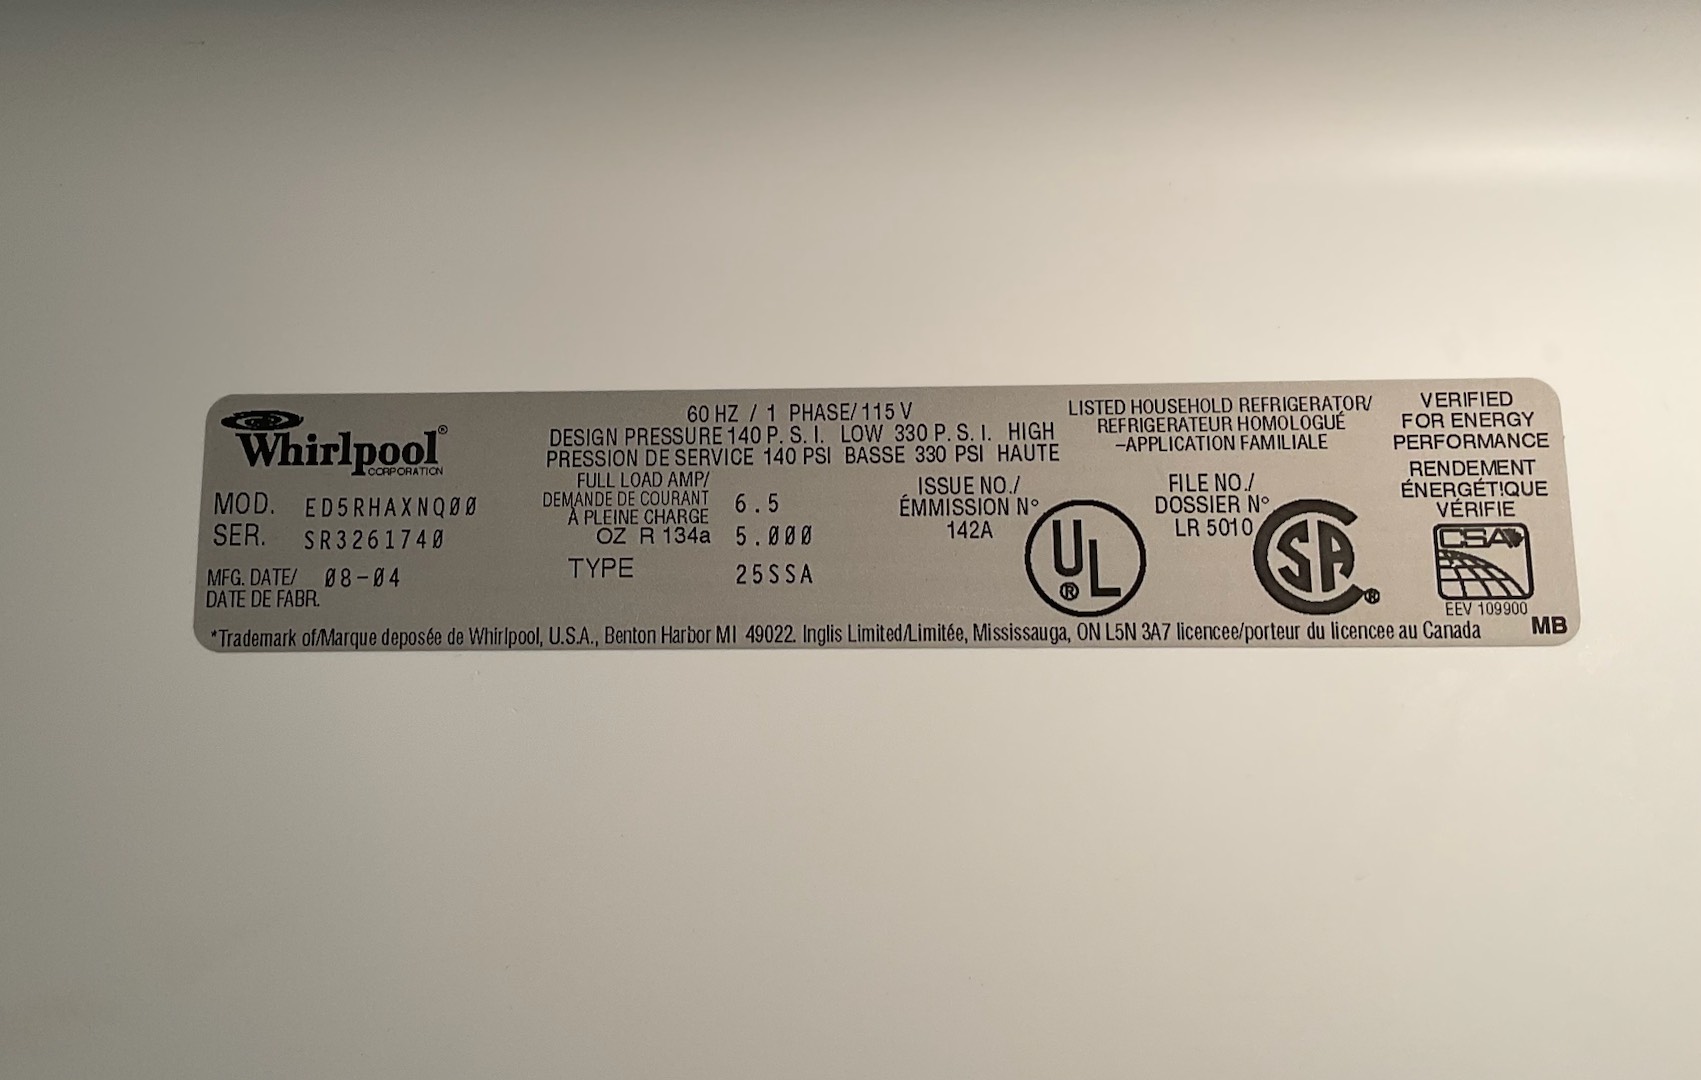 Whirlpool®
CORPORATION
MOD. ED5RHAXNQ00
SER. SR3261740
MFG. DATE/ 08-04
DATE DE FABR.
60 HZ / 1 PHASE/ 115 V
DESIGN PRESSURE 140 P. S. I. LOW 330 P. S. I. HIGH
PRESSION DE SERVICE 140 PSI BASSE 330 PSI HAUTE
FULL LOAD AMP/
DEMANDE DE COURANT
À PLEINE CHARGE 6.5
OZ R 134a 5.000
TYPE 25SSA
ISSUE NO./
ÉMMISSION N°
142A
UL®
LISTED HOUSEHOLD REFRIGERATOR/
REFRIGERATEUR HOMOLOGUÉ
-APPLICATION FAMILIALE
FILE NO./
DOSSIER N°
LR 5010
CSA®
VERIFIED
FOR ENERGY
PERFORMANCE
RENDEMENT
ÉNERGÉTIQUE
VÉRIFIE
CSA
EEV 109900
*Trademark of/Marque deposée de Whirlpool, U.S.A., Benton Harbor MI 49022. Inglis Limited/Limitée, Mississauga, ON L5N 3A7 licencee/porteur du licencee au Canada
MB